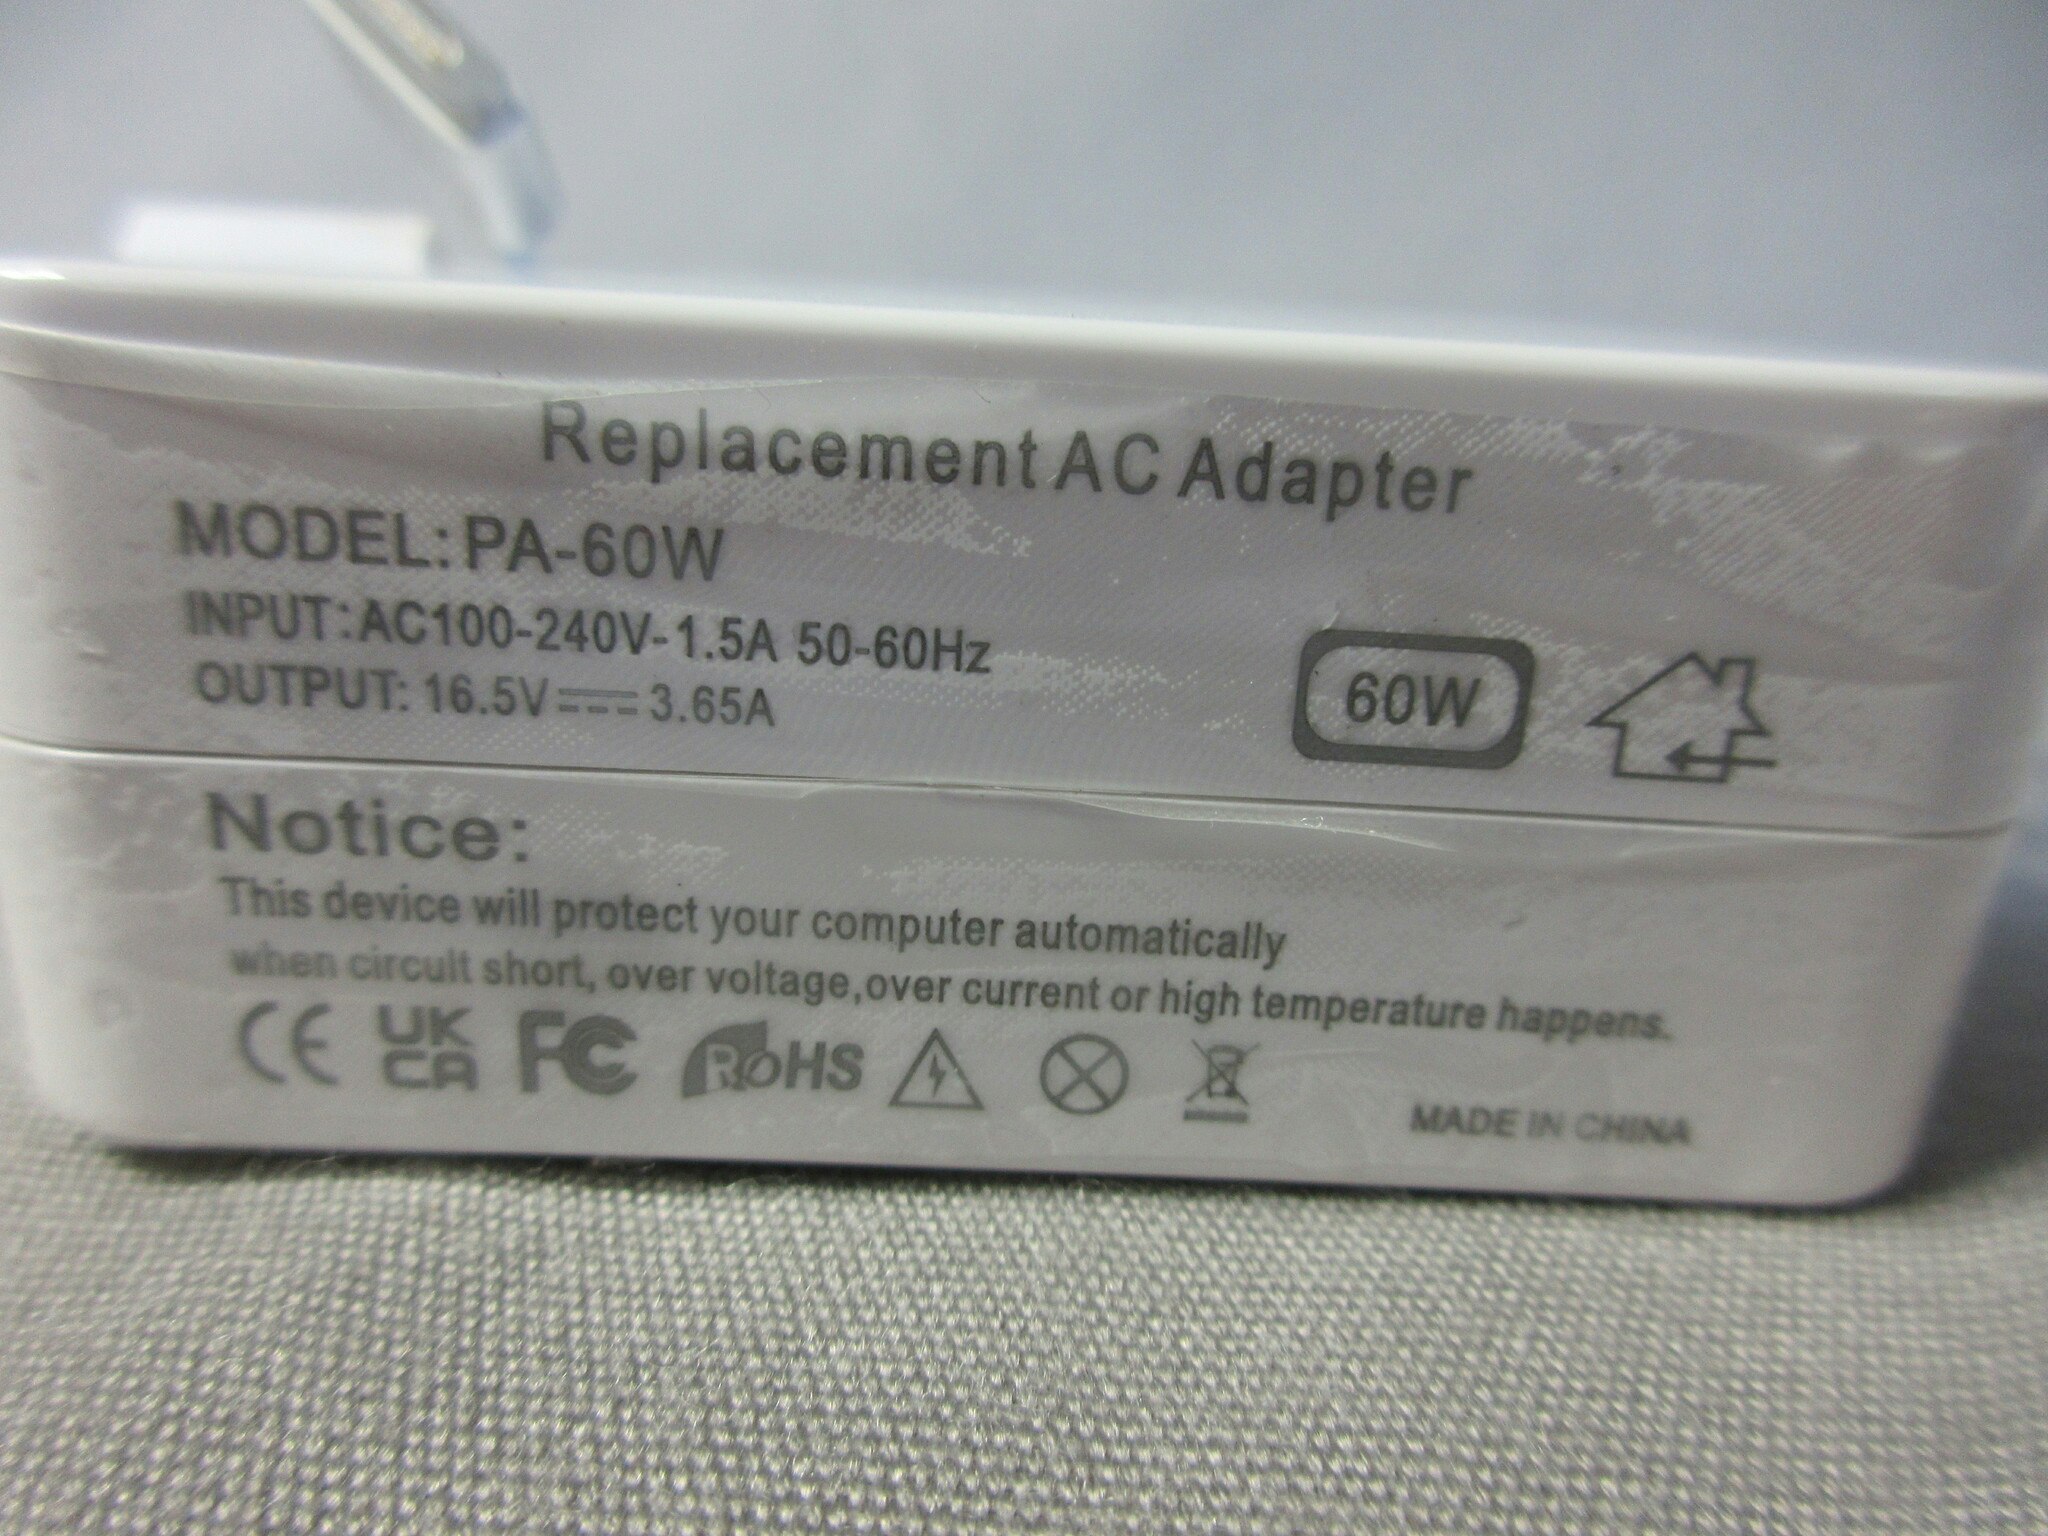 Replacement AC Adapter
MODEL: PA-60W
INPUT: AC100-240V-1.5A 50-60Hz
OUTPUT: 16.5V⎓3.65A
60W
Notice:
This device will protect your computer automatically
when circuit short, over voltage,over current or high temperature happens.
CE UK CA FC RoHS
MADE IN CHINA